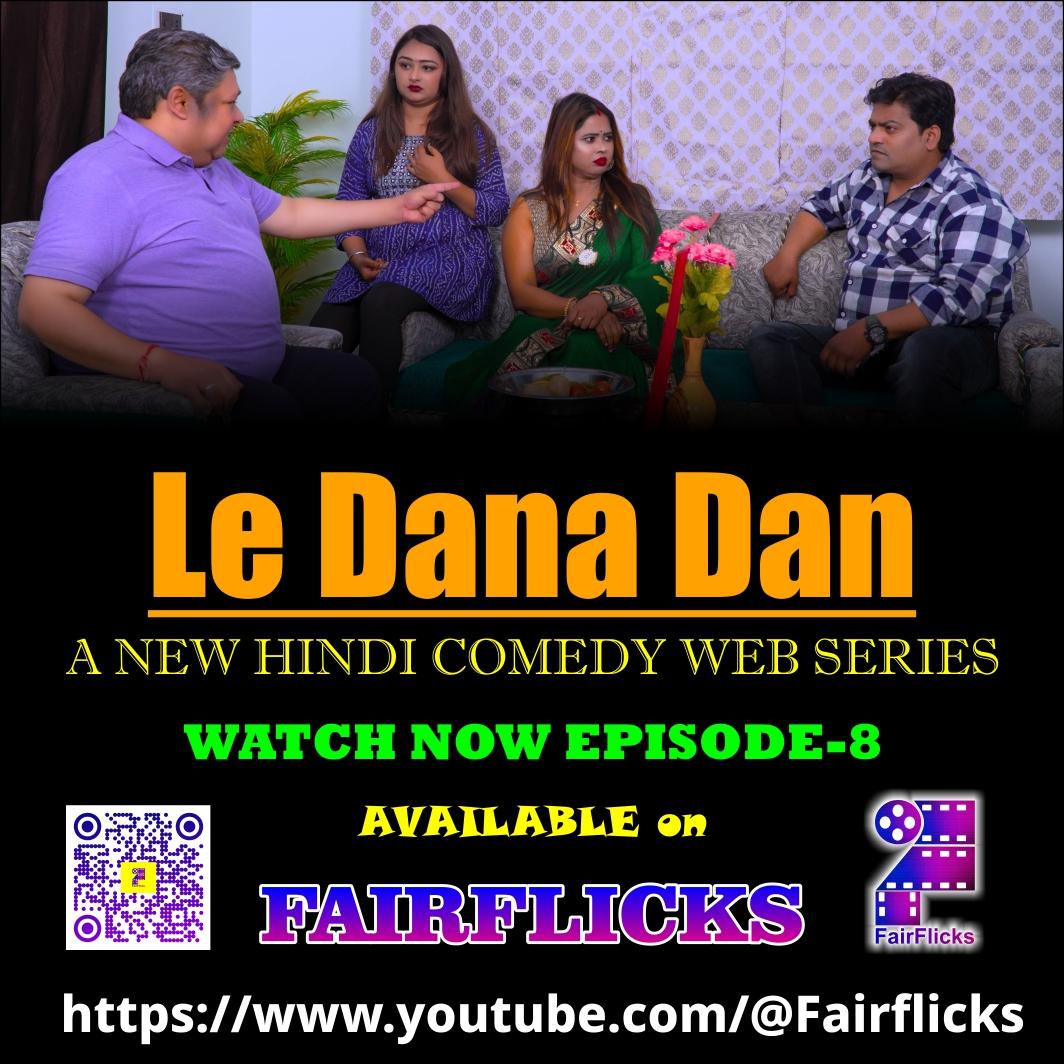 Le Dana Dan
A NEW HINDI COMEDY WEB SERIES
WATCH NOW EPISODE-8
AVAILABLE on
FAIRFLICKS
FairFlicks
https://www.youtube.com/@Fairflicks